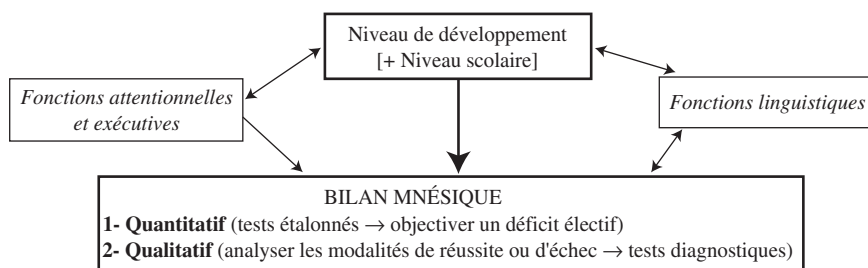 Niveau de développement
[+ Niveau scolaire]
Fonctions attentionnelles
et exécutives
Fonctions linguistiques
BILAN MNÉSIQUE
1- Quantitatif (tests étalonnés → objectiver un déficit électif)
2- Qualitatif (analyser les modalités de réussite ou d'échec → tests diagnostiques)